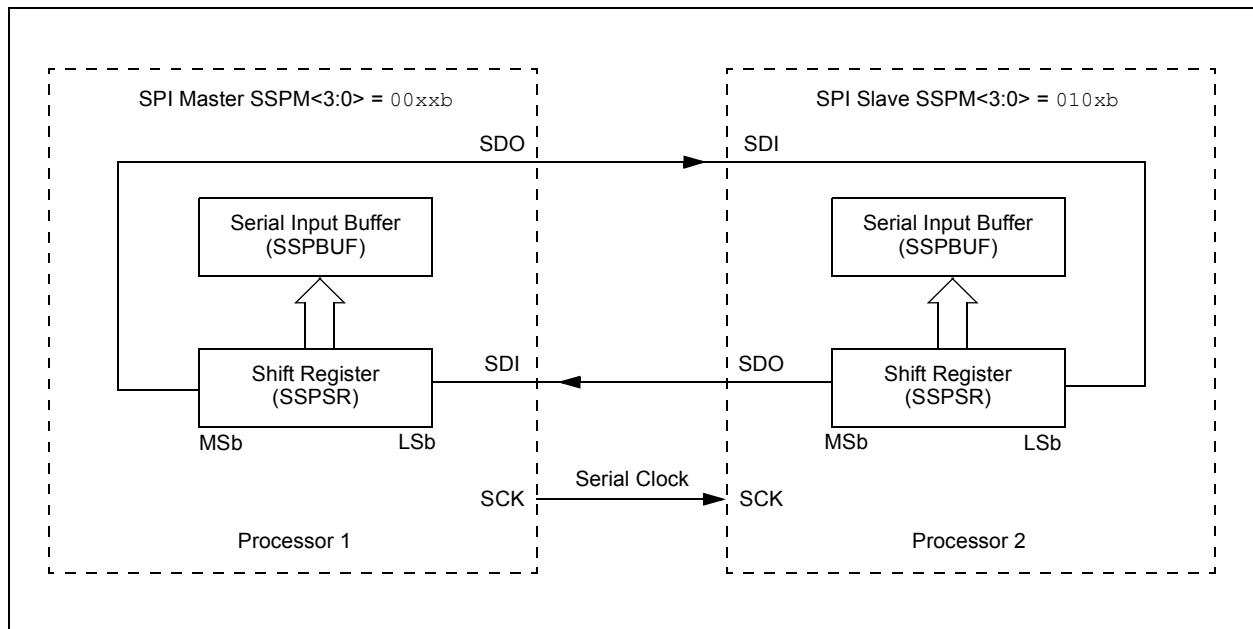 SPI Master SSPM<3:0> = 00xxb
SPI Slave SSPM<3:0> = 010xb
SDO
SDI
Serial Input Buffer
(SSPBUF)
Serial Input Buffer
(SSPBUF)
SDI
SDO
Shift Register
(SSPSR)
Shift Register
(SSPSR)
MSb
LSb
MSb
LSb
Serial Clock
SCK
SCK
Processor 1
Processor 2